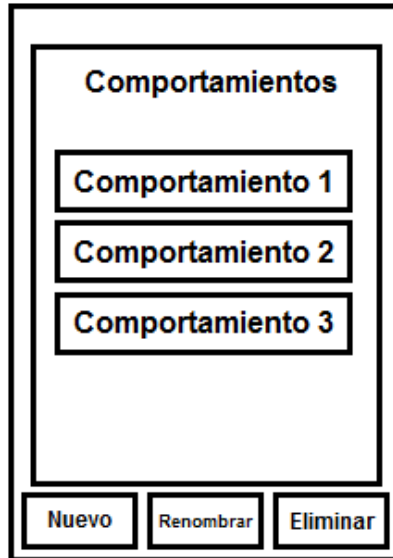 Comportamientos
Comportamiento 1
Comportamiento 2
Comportamiento 3
Nuevo Renombrar Eliminar